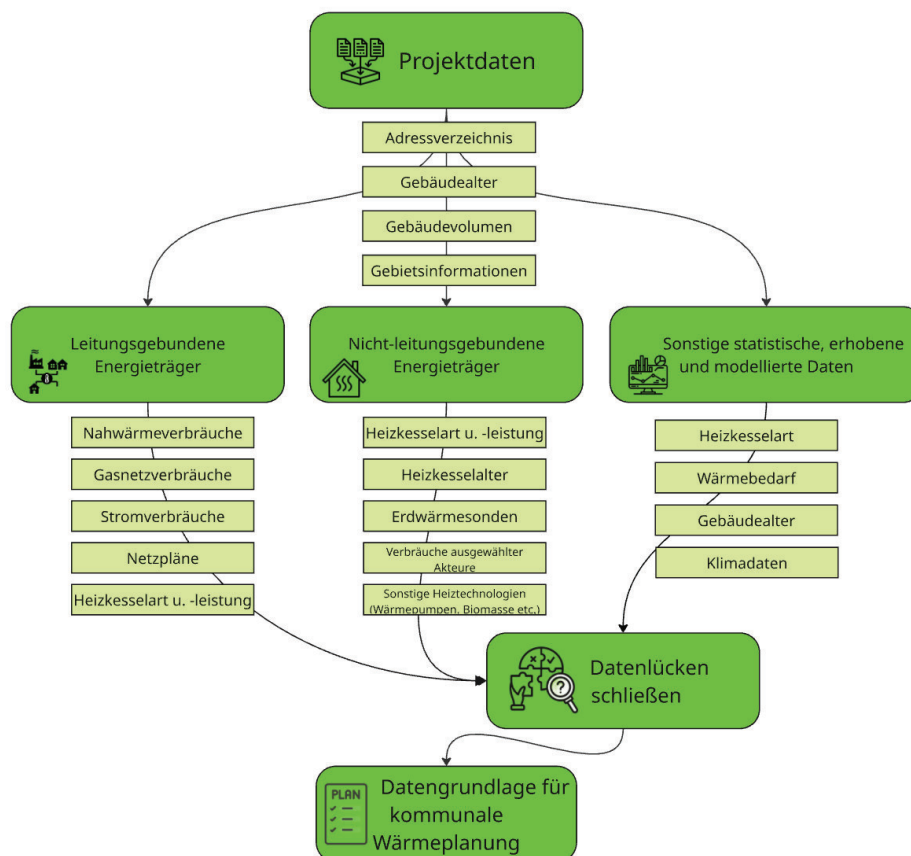 Projektdaten
Adressverzeichnis
Gebäudealter
Gebäudevolumen
Gebietsinformationen
Leitungsgebundene
Energieträger
Nahwärmeverbräuche
Gasnetzverbräuche
Stromverbräuche
Netzpläne
Heizkesselart u. -leistung
Nicht-leitungsgebundene
Energieträger
Heizkesselart u. -leistung
Heizkesselalter
Erdwärmesonden
Verbräuche ausgewählter
Akteure
Sonstige Heiztechnologien
(Wärmepumpen, Biomasse etc.)
Sonstige statistische, erhobene
und modellierte Daten
Heizkesselart
Wärmebedarf
Gebäudealter
Klimadaten
Datenlücken
schließen
PLAN
Datengrundlage für
kommunale
Wärmeplanung